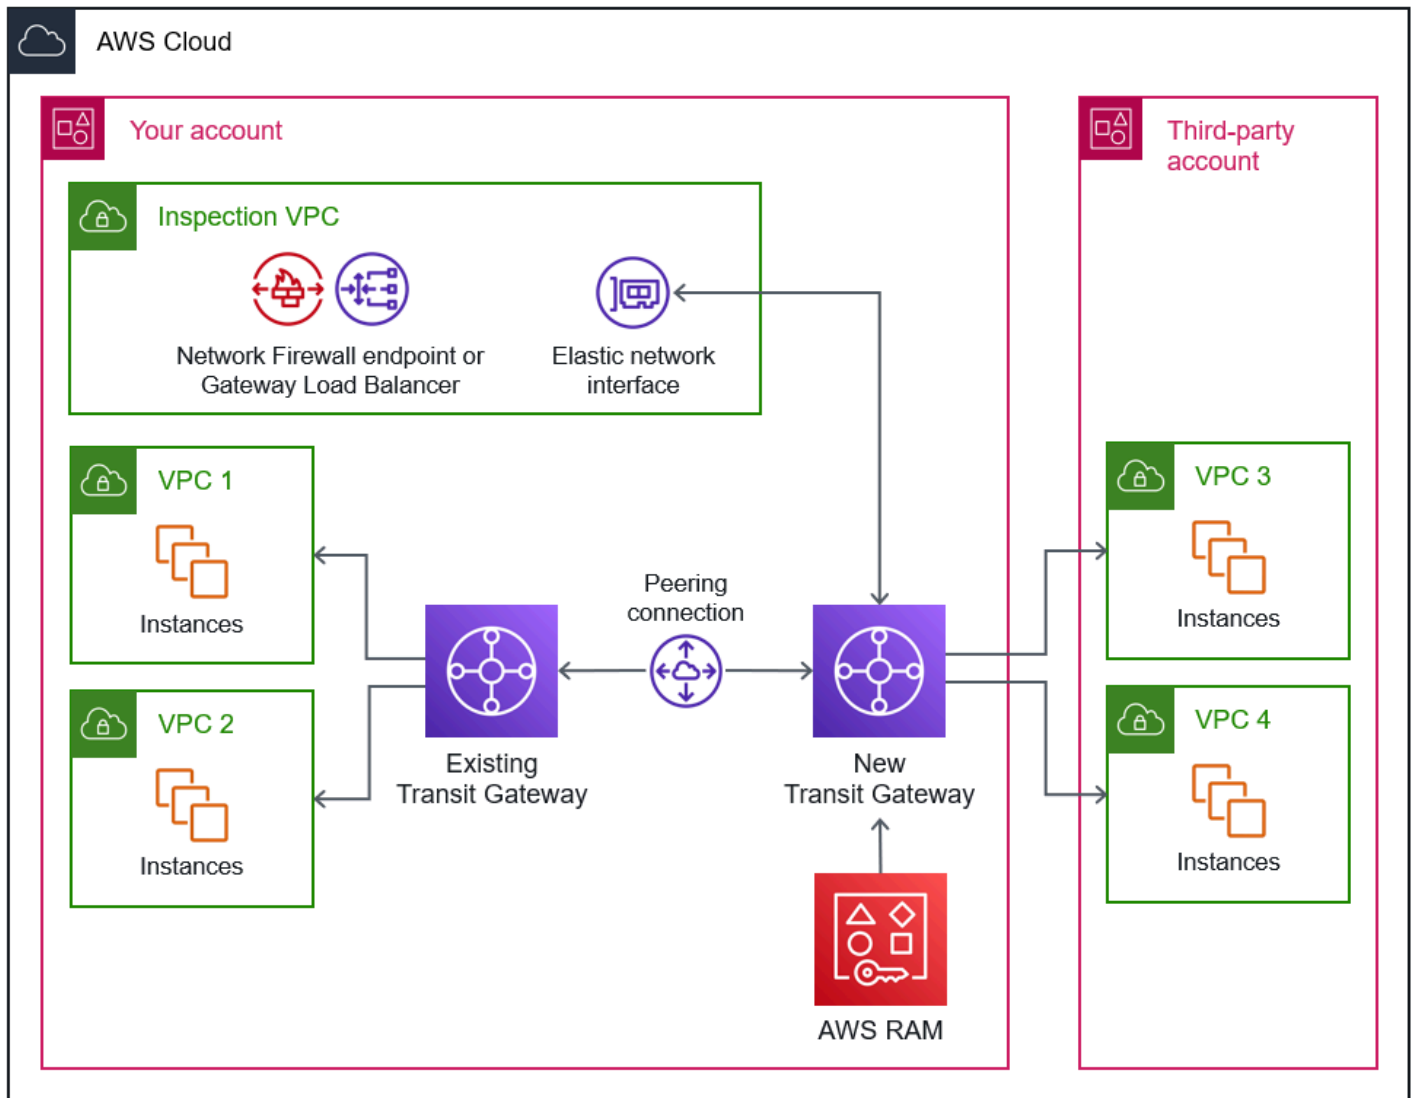 AWS Cloud
Your account
Third-party
account
Inspection VPC
Network Firewall endpoint or
Gateway Load Balancer
Elastic network
interface
VPC 1
Instances
VPC 2
Instances
Peering
connection
Existing
Transit Gateway
New
Transit Gateway
AWS RAM
VPC 3
Instances
VPC 4
Instances